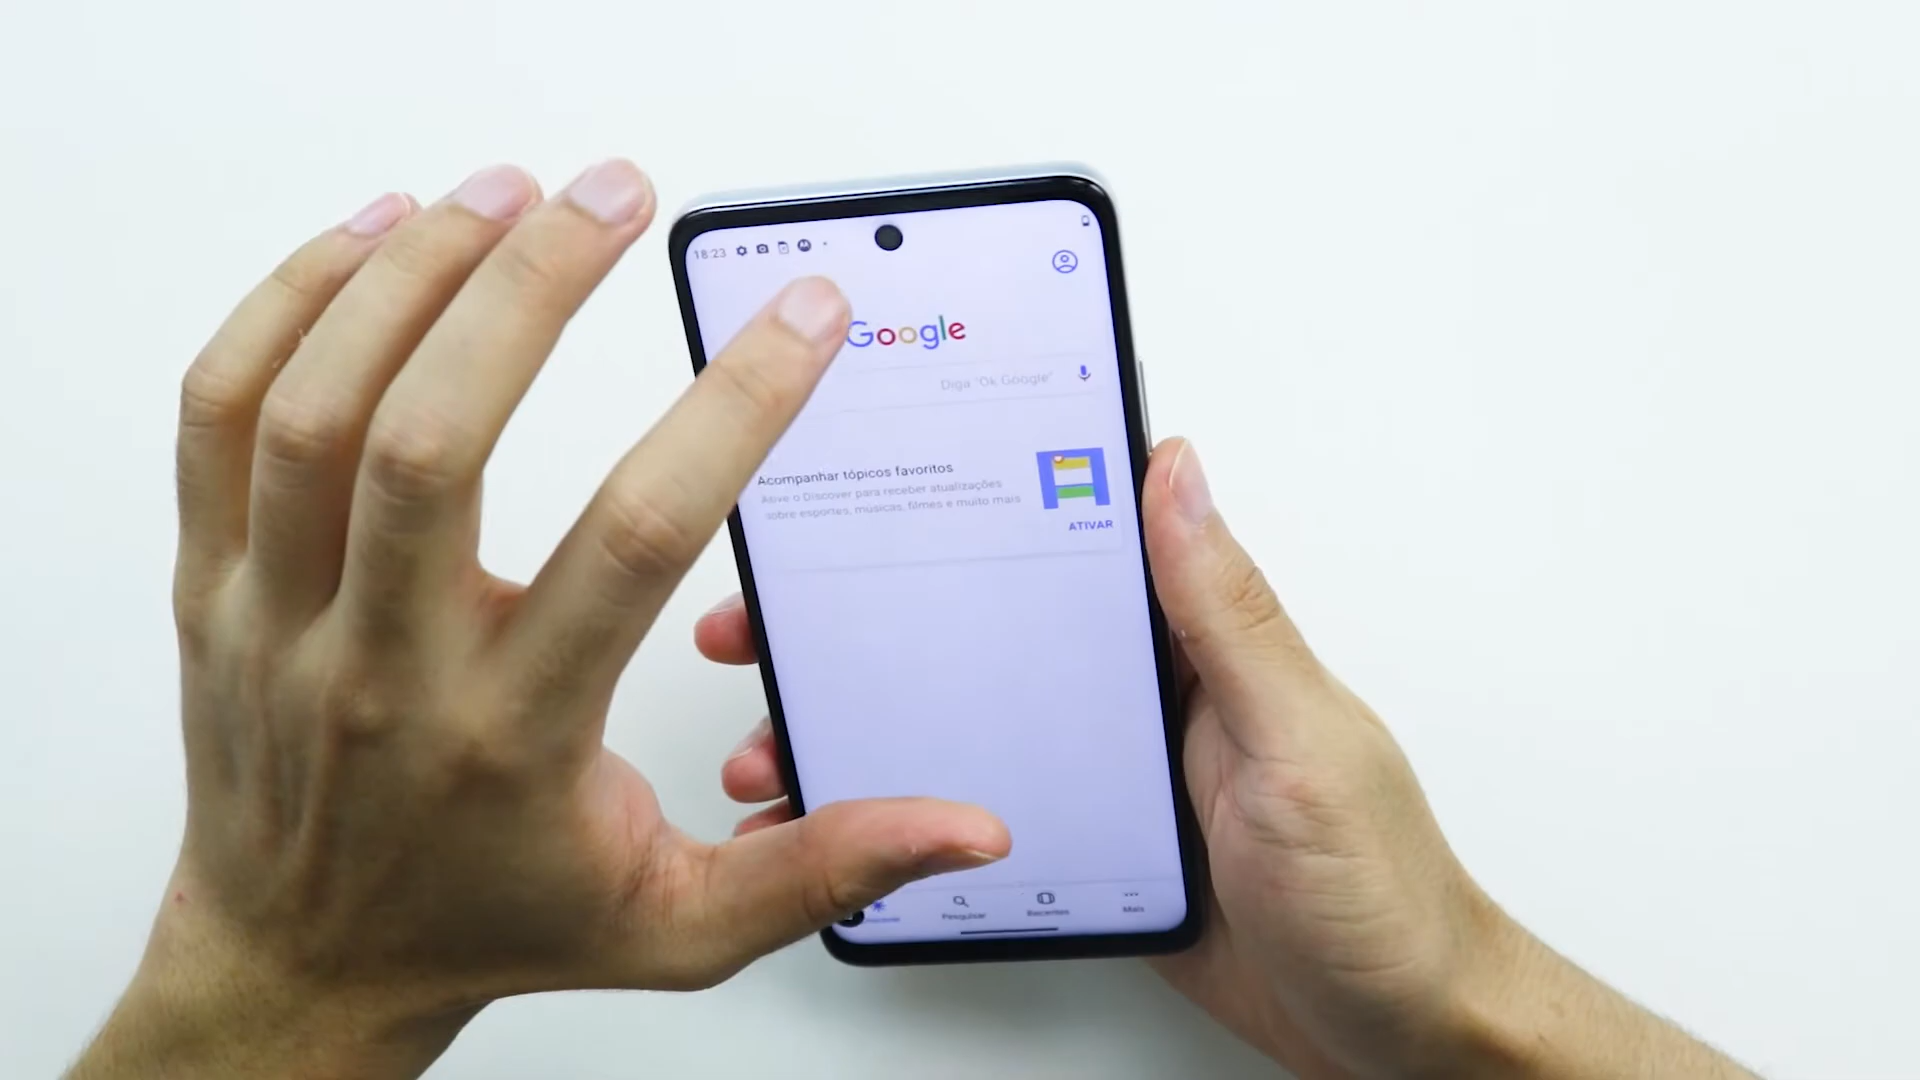 18:23
Google
Diga "Ok Google"
Acompanhar tópicos favoritos
Ative o Discover para receber atualizações
sobre esportes, músicas, filmes e muito mais
ATIVAR
Pesquisar
Recentes
Mais